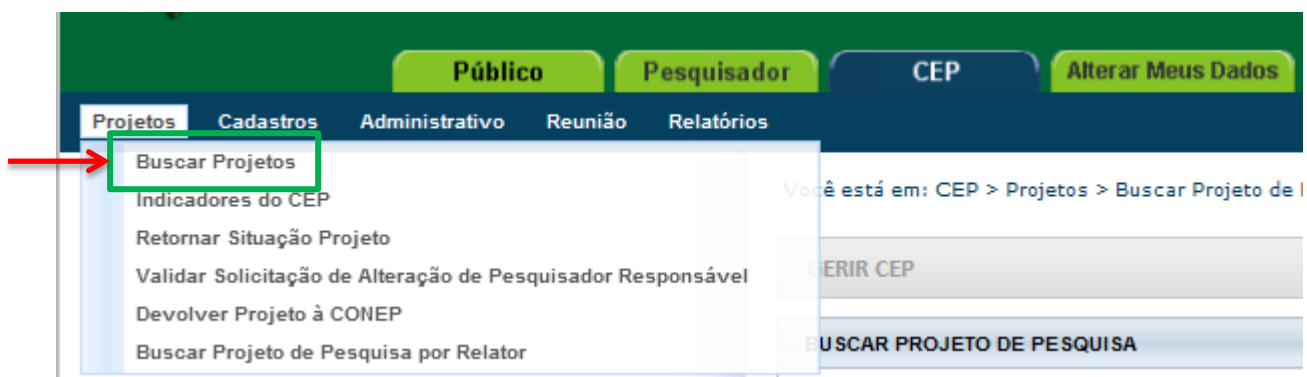 Público Pesquisador CEP Alterar Meus Dados
Projetos Cadastros Administrativo Reunião Relatórios
Buscar Projetos
Indicadores do CEP
Você está em: CEP > Projetos > Buscar Projeto de
Retornar Situação Projeto
Validar Solicitação de Alteração de Pesquisador Responsável
GERIR CEP
Devolver Projeto à CONEP
Buscar Projeto de Pesquisa por Relator
BUSCAR PROJETO DE PESQUISA